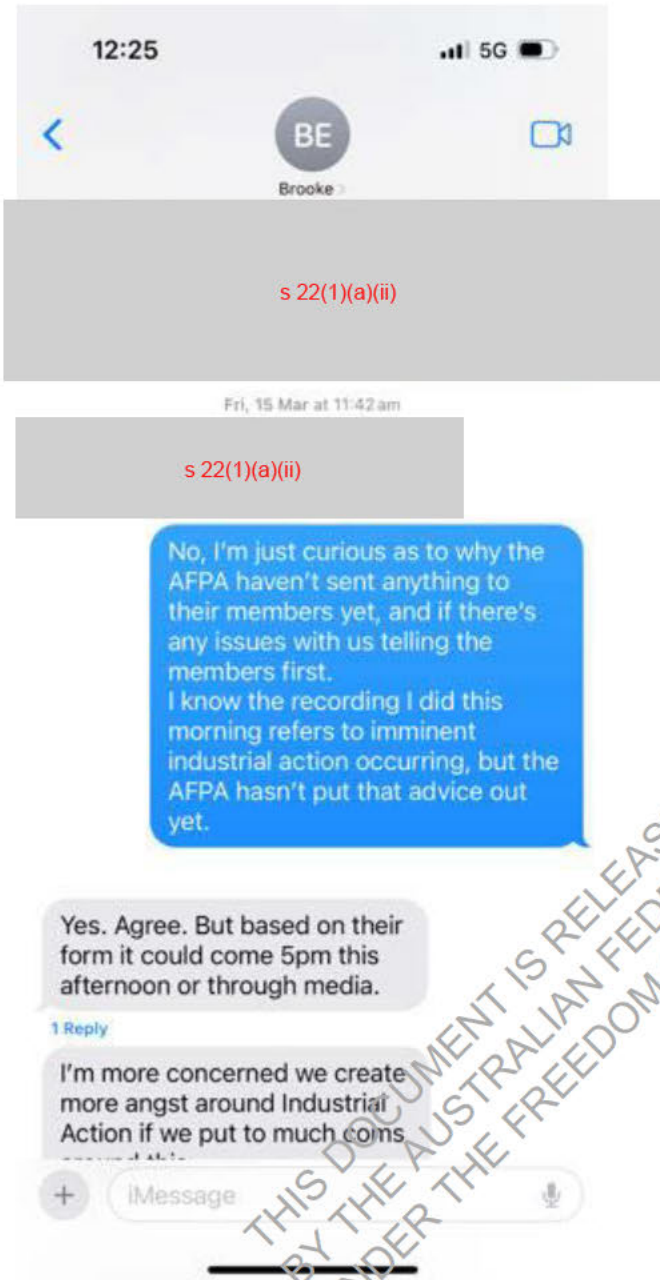 12:25
5G
BE
Brooke
s 22(1)(a)(ii)
Fri, 15 Mar at 11:42 am
s 22(1)(a)(ii)
No, I'm just curious as to why the
AFPA haven't sent anything to
their members yet, and if there's
any issues with us telling the
members first.
I know the recording I did this
morning refers to imminent
industrial action occurring, but the
AFPA hasn't put that advice out
yet.
Yes. Agree. But based on their
form it could come 5pm this
afternoon or through media.
1 Reply
I'm more concerned we create
more angst around Industrial
Action if we put to much coms
iMessage
THIS DOCUMENT IS
BY THE AUSTRALIAN
UNDER THE FREEDOM